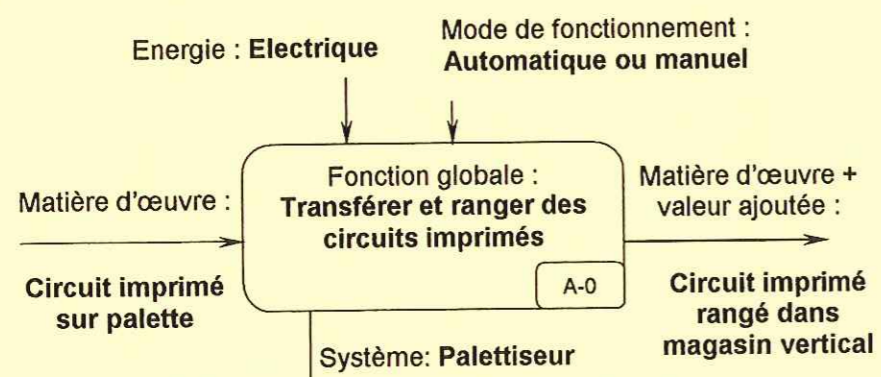 Energie : Electrique
Mode de fonctionnement :
Automatique ou manuel
Matière d'œuvre :
Circuit imprimé
sur palette
Fonction globale :
Transférer et ranger des
circuits imprimés
A-0
Matière d'œuvre +
valeur ajoutée :
Circuit imprimé
rangé dans
magasin vertical
Système: Palettiseur